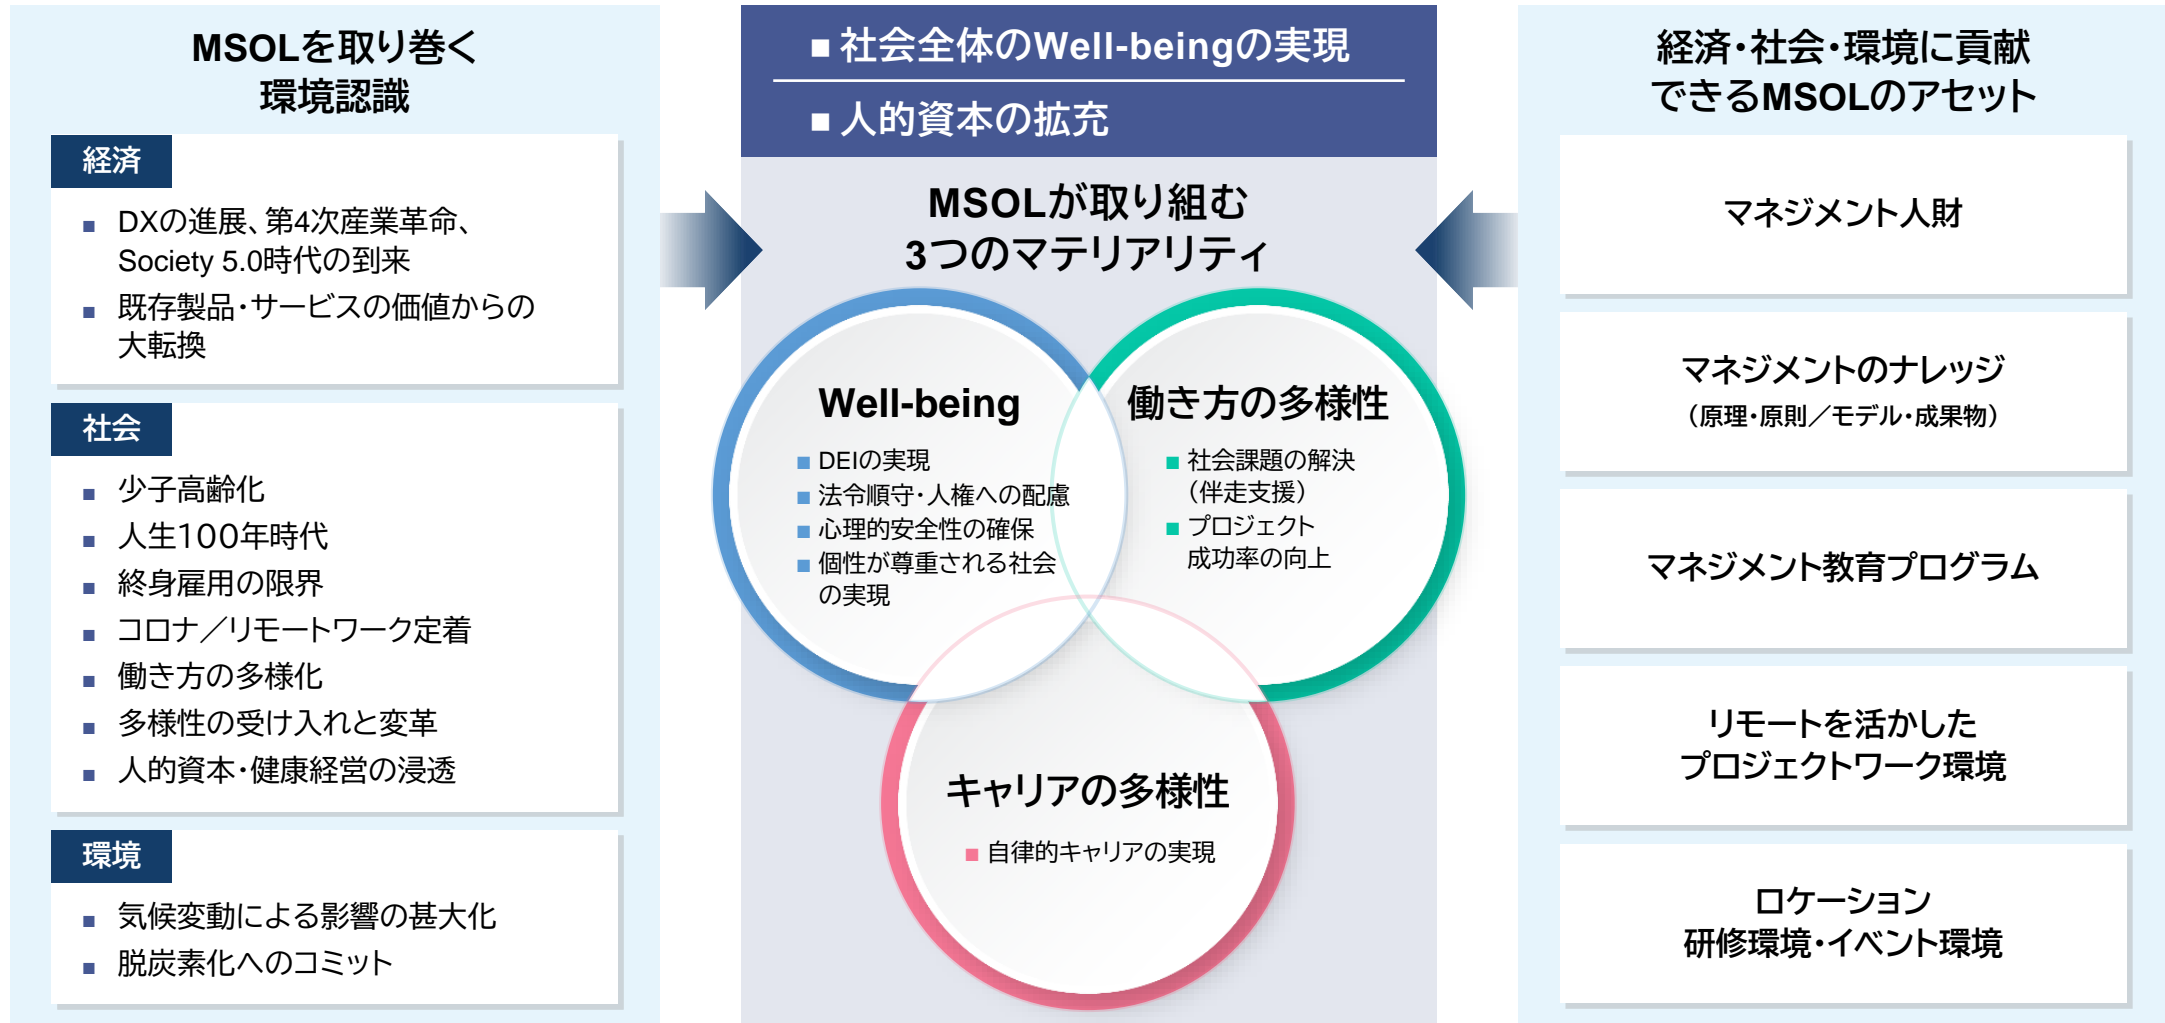 MSOLを取り巻く
環境認識
経済
■ DXの進展、第4次産業革命、
Society 5.0時代の到来
■ 既存製品・サービスの価値からの
大転換
社会
■ 少子高齢化
■ 人生100年時代
■ 終身雇用の限界
■ コロナ／リモートワーク定着
■ 働き方の多様化
■ 多様性の受け入れと変革
■ 人的資本・健康経営の浸透
環境
■ 気候変動による影響の甚大化
■ 脱炭素化へのコミット
■ 社会全体のWell-beingの実現
■ 人的資本の拡充
MSOLが取り組む
3つのマテリアリティ
Well-being
■ DEIの実現
■ 法令順守・人権への配慮
■ 心理的安全性の確保
■ 個性が尊重される社会
の実現
働き方の多様性
■ 社会課題の解決
（伴走支援）
■ プロジェクト
成功率の向上
キャリアの多様性
■ 自律的キャリアの実現
経済・社会・環境に貢献
できるMSOLのアセット
マネジメント人財
マネジメントのナレッジ
（原理・原則／モデル・成果物）
マネジメント教育プログラム
リモートを活かした
プロジェクトワーク環境
ロケーション
研修環境・イベント環境